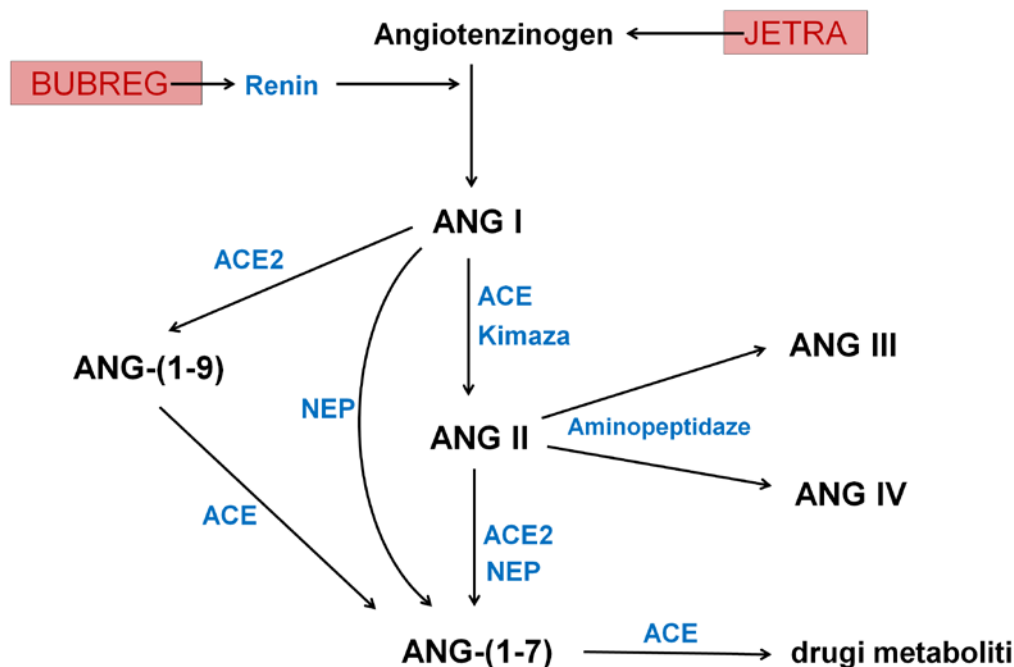 Angiotenzinogen
JETRA
BUBREG
Renin
ANG I
ACE2
ACE
Kimaza
ANG III
ANG-(1-9)
NEP
Aminopeptidaze
ANG II
ANG IV
ACE
ACE2
NEP
ACE
ANG-(1-7)
drugi metaboliti